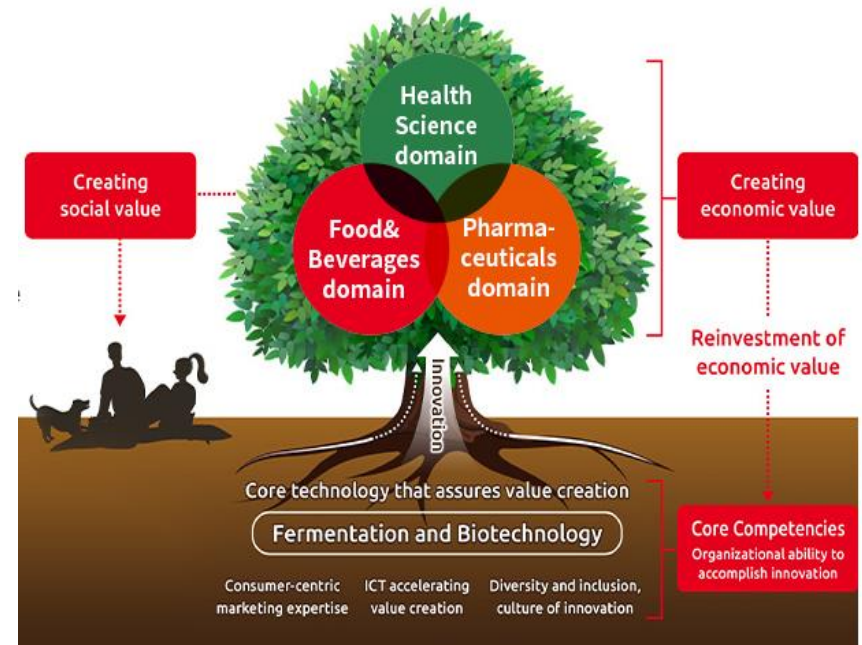 Health
Science
domain
Creating
social value
Food&
Beverages
domain
Pharma-
ceuticals
domain
Creating
economic value
Reinvestment of
economic value
Innovation
Core technology that assures value creation
Fermentation and Biotechnology
Consumer-centric
marketing expertise
ICT accelerating
value creation
Diversity and inclusion,
culture of innovation
Core Competencies
Organizational ability to
accomplish innovation